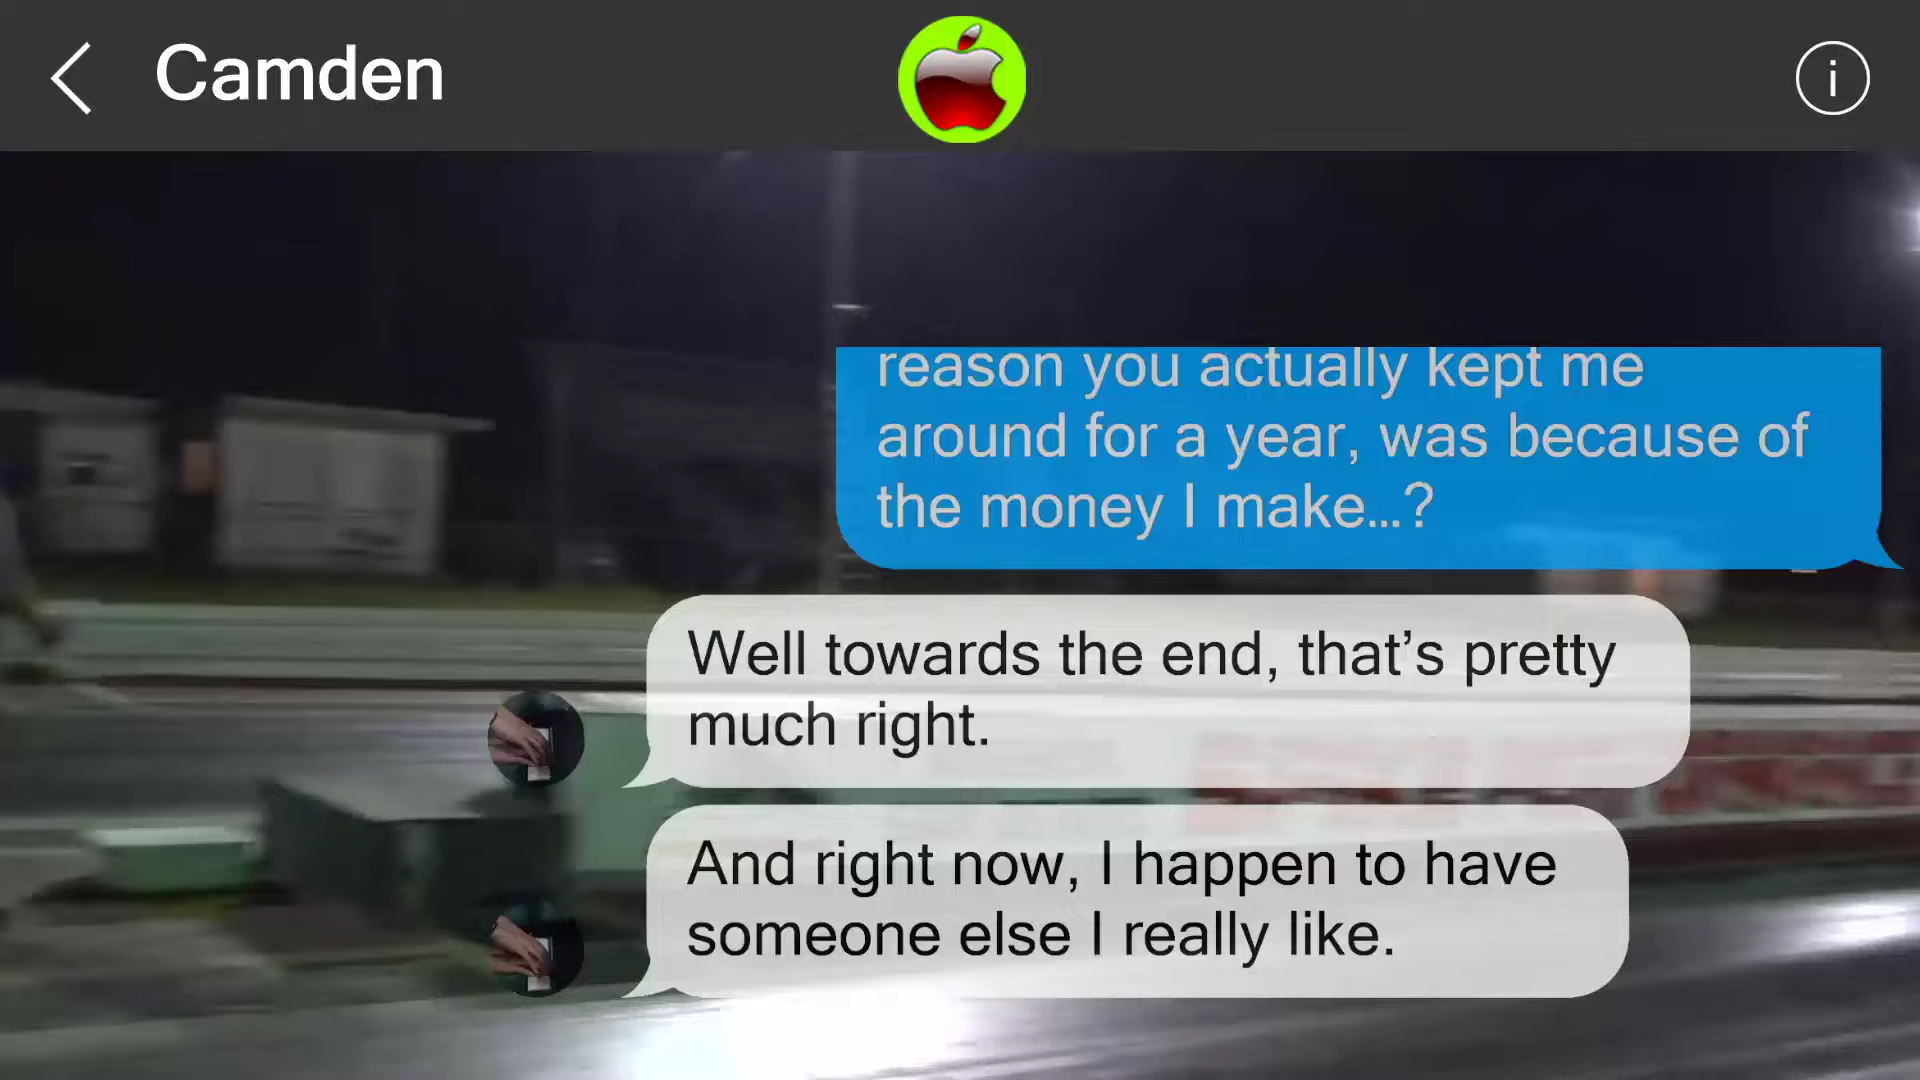 Camden
i
reason you actually kept me
around for a year, was because of
the money I make...?
Well towards the end, that’s pretty
much right.
And right now, I happen to have
someone else I really like.